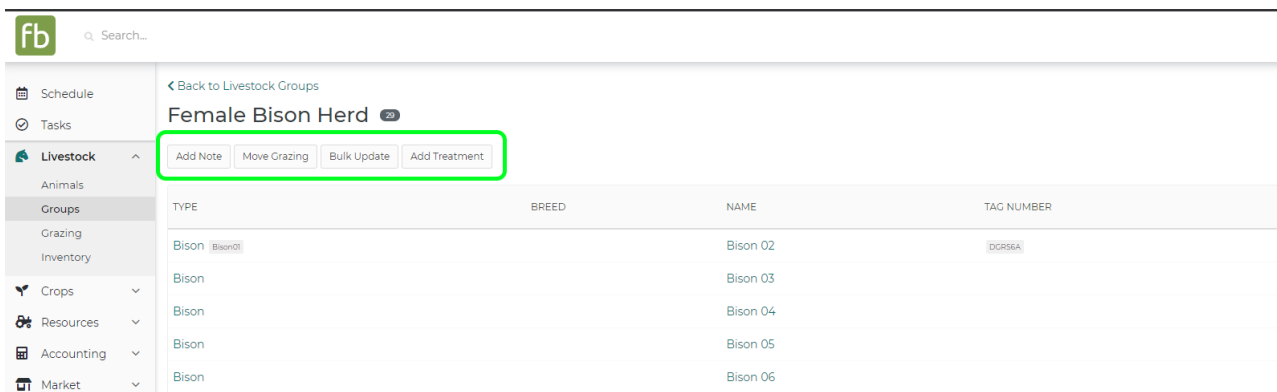 fb Search...
Schedule
Tasks
Livestock
Animals
Groups
Grazing
Inventory
Crops
Resources
Accounting
Market
Back to Livestock Groups
Female Bison Herd 29
Add Note Move Grazing Bulk Update Add Treatment
TYPE BREED NAME TAG NUMBER
Bison Bison01 Bison 02 DGR56A
Bison Bison 03
Bison Bison 04
Bison Bison 05
Bison Bison 06